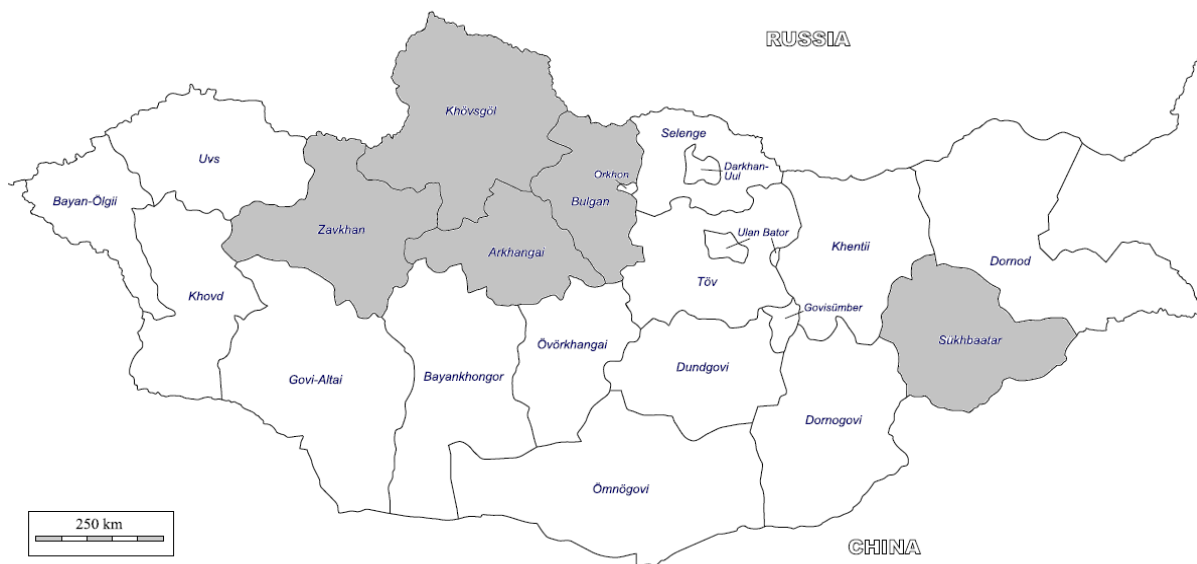 RUSSIA
Khövsgöl
Selenge
Uvs
Darkhan-
Uul
Orkhon
Bayan-Ölgii
Bulgan
Zavkhan
Ulan Bator
Arkhangai
Khentii
Dornod
Töv
Khovd
Govisümber
Sükhbaatar
Övörkhangai
Dundgovi
Govi-Altai
Bayankhongor
Dornogovi
Ömnögovi
250 km
CHINA